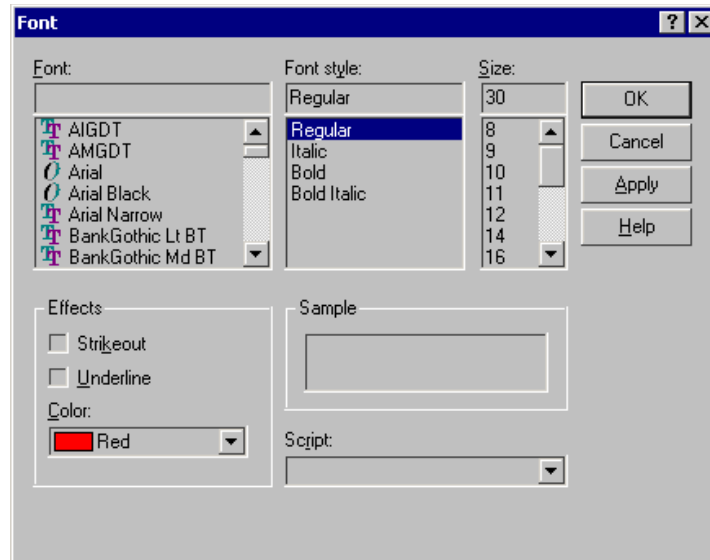 Font
Font:
Font style:
Size:
Regular
30
OK
AIGDT
AMGDT
Arial
Arial Black
Arial Narrow
BankGothic Lt BT
BankGothic Md BT
Regular
Italic
Bold
Bold Italic
8
9
10
11
12
14
16
Cancel
Apply
Help
Effects
Strikeout
Underline
Color:
Red
Sample
Script: